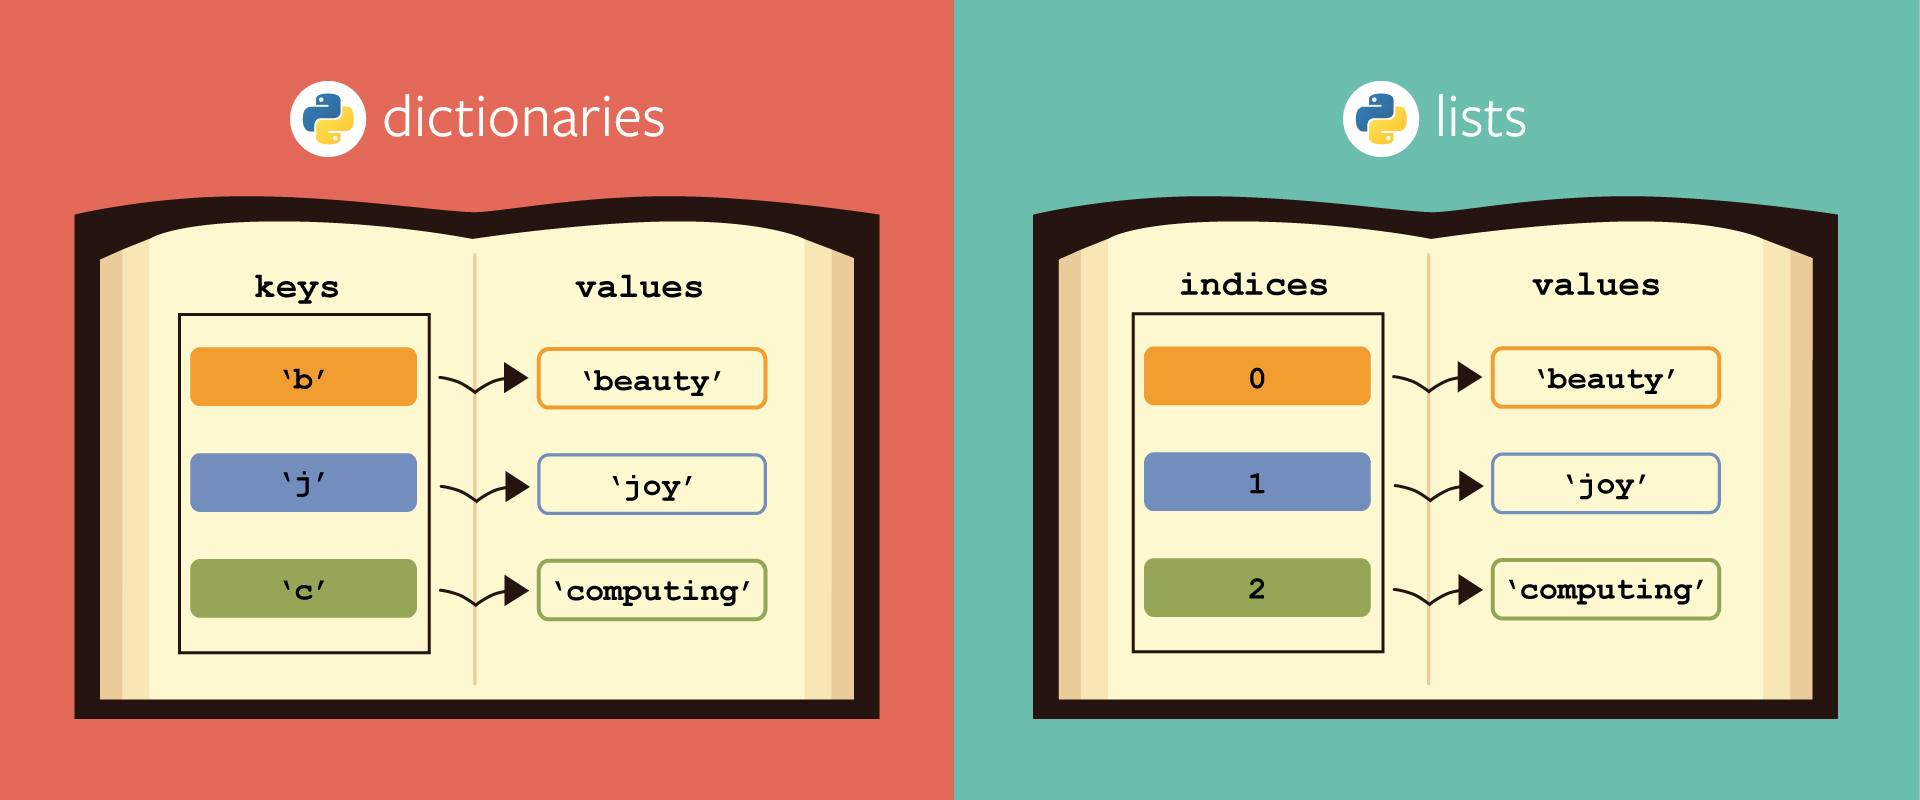 dictionaries
keys values
‘b’ ‘beauty’
‘j’ ‘joy’
‘c’ ‘computing’
lists
indices values
0 ‘beauty’
1 ‘joy’
2 ‘computing’